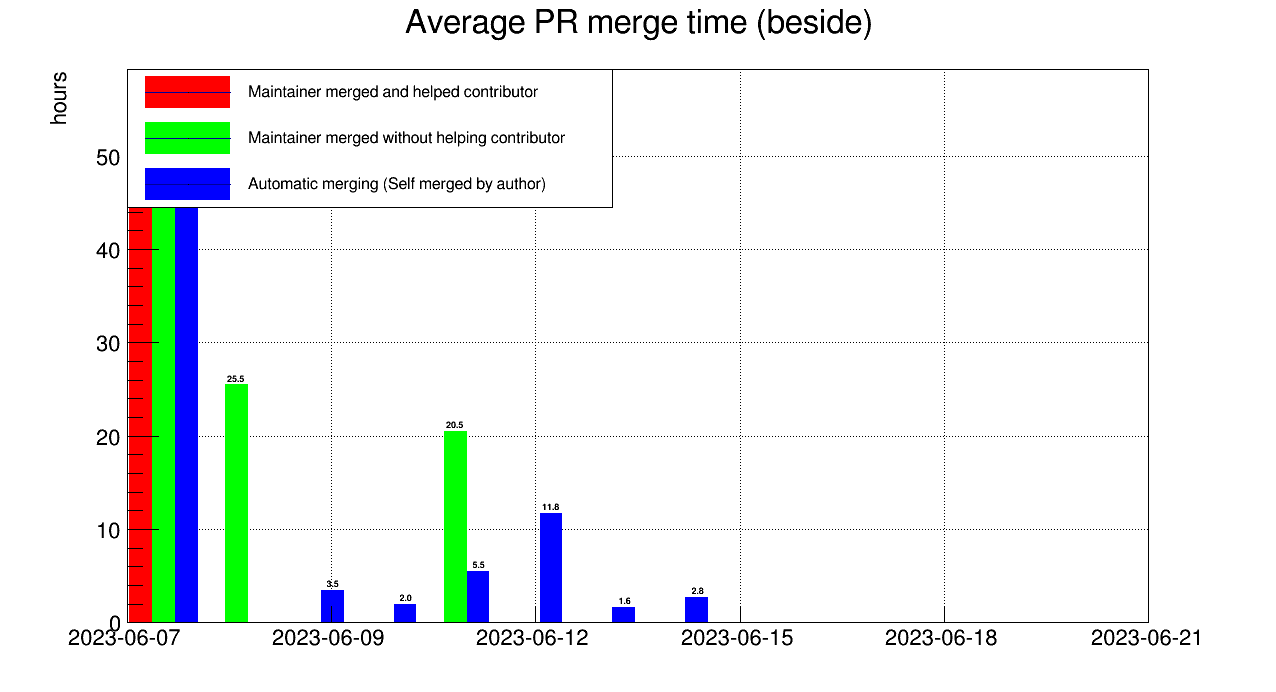 Average PR merge time (beside)
hours
Maintainer merged and helped contributor
Maintainer merged without helping contributor
Automatic merging (Self merged by author)
50
40
30
20
10
0
25.5
3.5
2.0
20.5
5.5
11.8
1.6
2.8
2023-06-07 2023-06-09 2023-06-12 2023-06-15 2023-06-18 2023-06-21